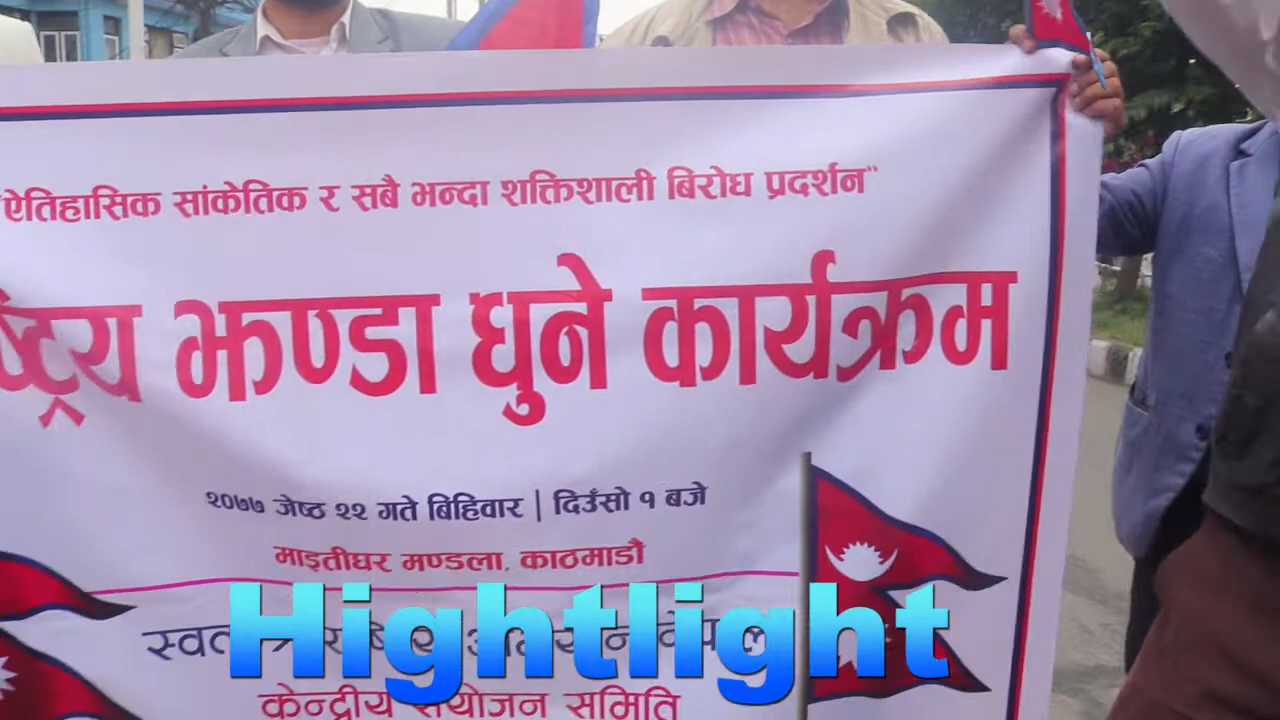 "ऐतिहासिक सांकेतिक र सबै भन्दा शक्तिशाली बिरोध प्रदर्शन"
ष्ट्रिय झण्डा धुने कार्यक्रम
२०७७ जेष्ठ २२ गते बिहिवार | दिउँसो १ बजे
माइतीघर मण्डला, काठमाडौं
Hightlight
केन्द्रीय संयोजन समिति